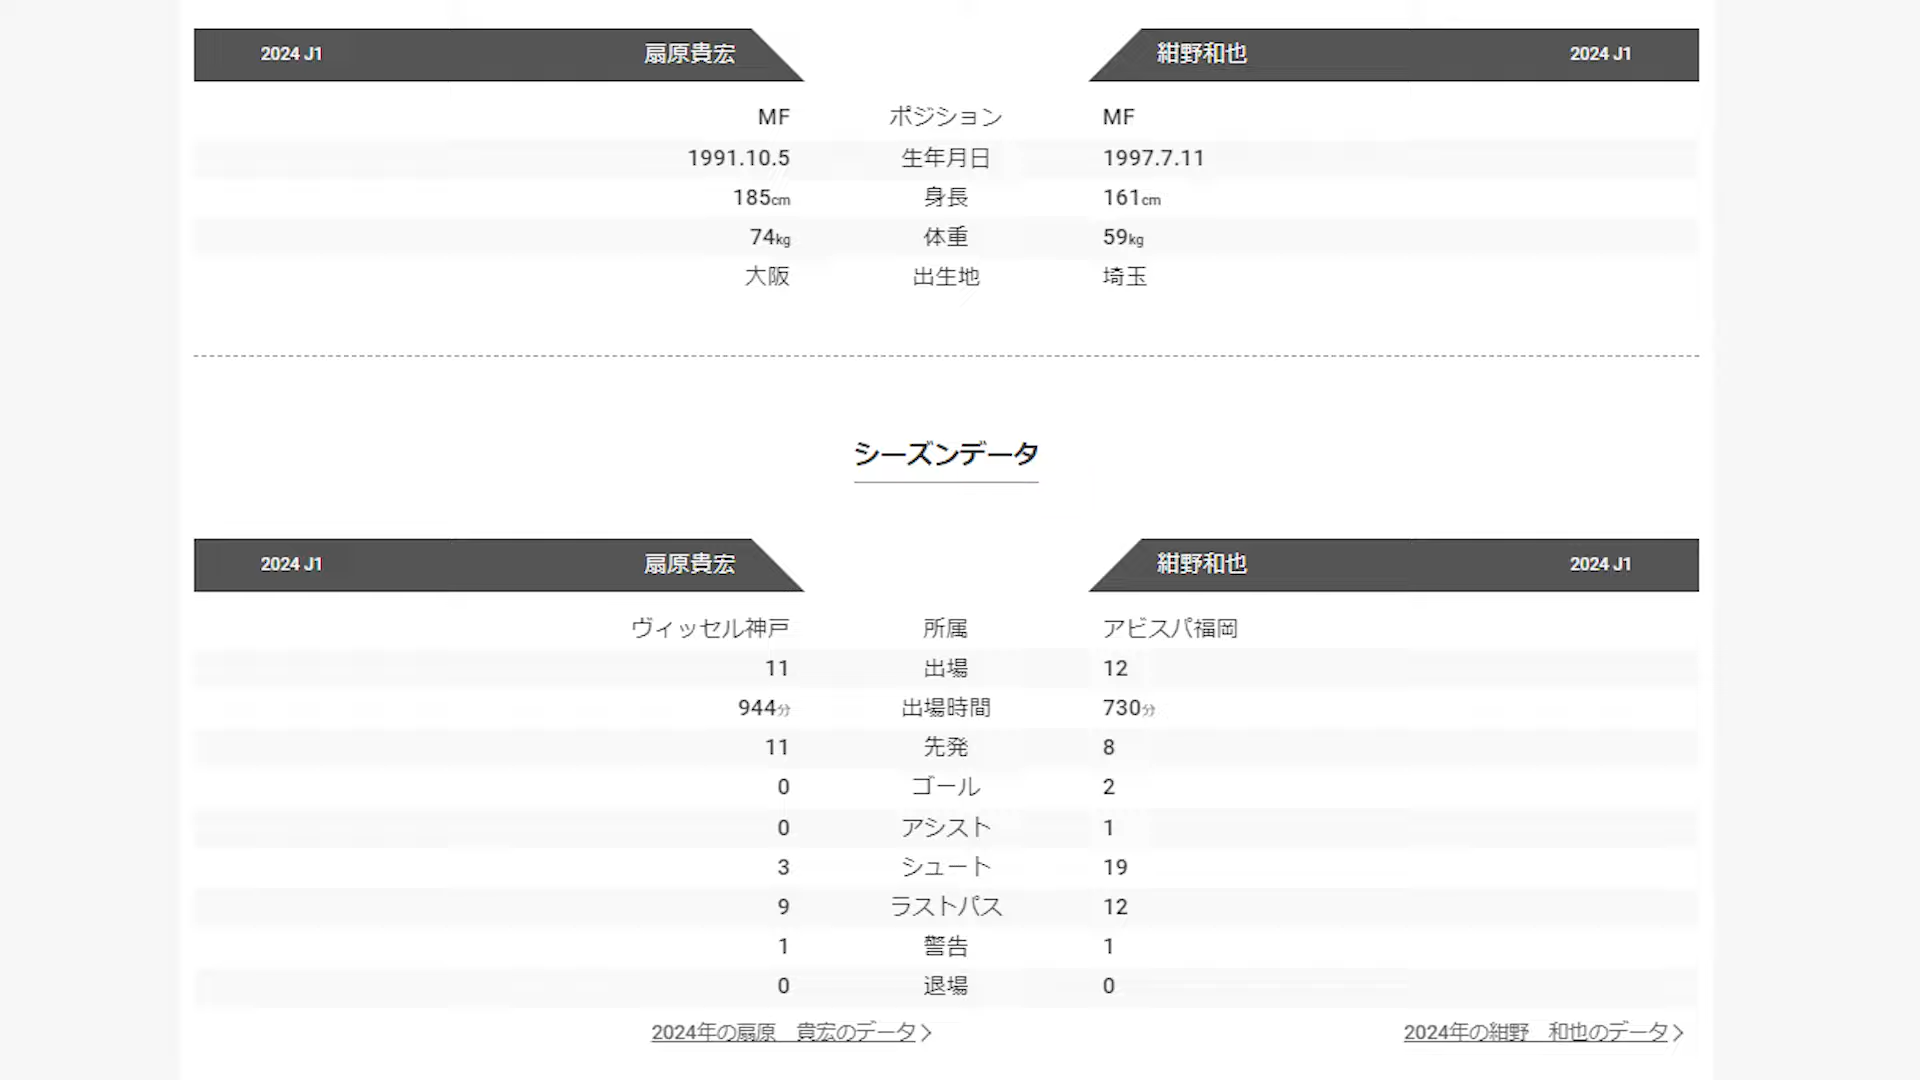 2024 J1 扇原貴宏 紺野和也 2024 J1
MF ポジション MF
1991.10.5 生年月日 1997.7.11
185cm 身長 161cm
74kg 体重 59kg
大阪 出生地 埼玉
シーズンデータ
2024 J1 扇原貴宏 紺野和也 2024 J1
ヴィッセル神戸 所属 アビスパ福岡
11 出場 12
944分 出場時間 730分
11 先発 8
0 ゴール 2
0 アシスト 1
3 シュート 19
9 ラストパス 12
1 警告 1
0 退場 0
2024年の扇原　貴宏のデータ 2024年の紺野　和也のデータ